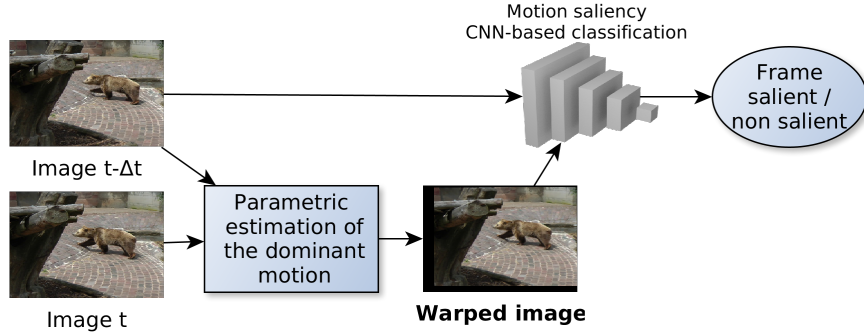 Motion saliency
CNN-based classification
Frame
salient /
non salient
Image t-Δt
Parametric
estimation of
the dominant
motion
Image t
Warped image